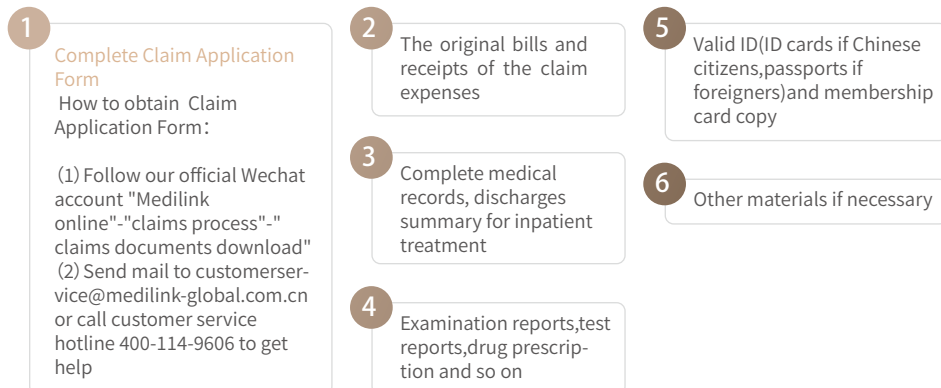 1
Complete Claim Application
Form
How to obtain Claim
Application Form：
（1）Follow our official Wechat
account "Medilink
online"-"claims process"-"
claims documents download"
（2）Send mail to customerser-
vice@medilink-global.com.cn
or call customer service
hotline 400-114-9606 to get
help
2
The original bills and
receipts of the claim
expenses
3
Complete medical
records, discharges
summary for inpatient
treatment
4
Examination reports,test
reports,drug prescrip-
tion and so on
5
Valid ID(ID cards if Chinese
citizens,passports if
foreigners)and membership
card copy
6
Other materials if necessary